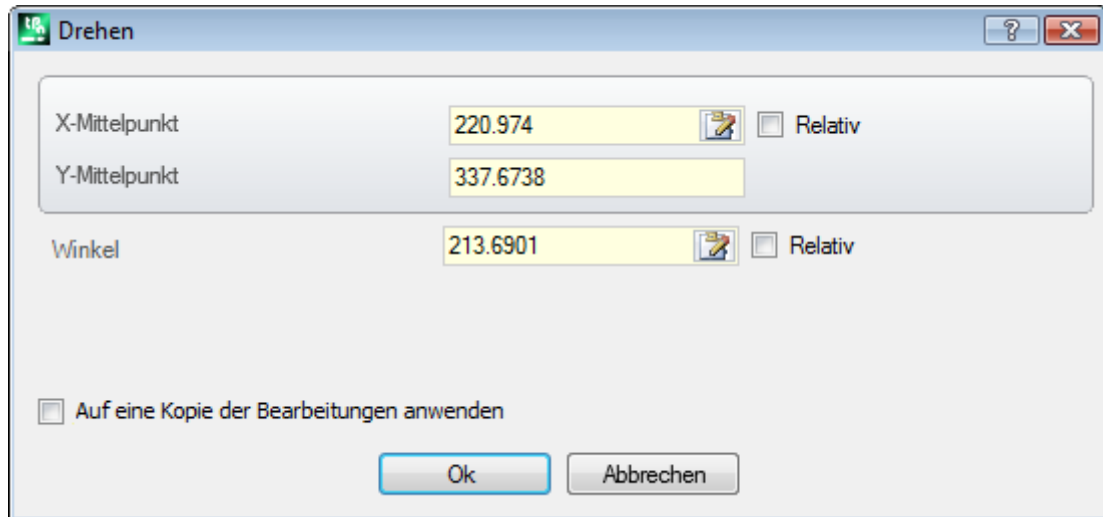 Drehen
X-Mittelpunkt 220.974 Relativ
Y-Mittelpunkt 337.6738
Winkel 213.6901 Relativ
Auf eine Kopie der Bearbeitungen anwenden
Ok Abbrechen